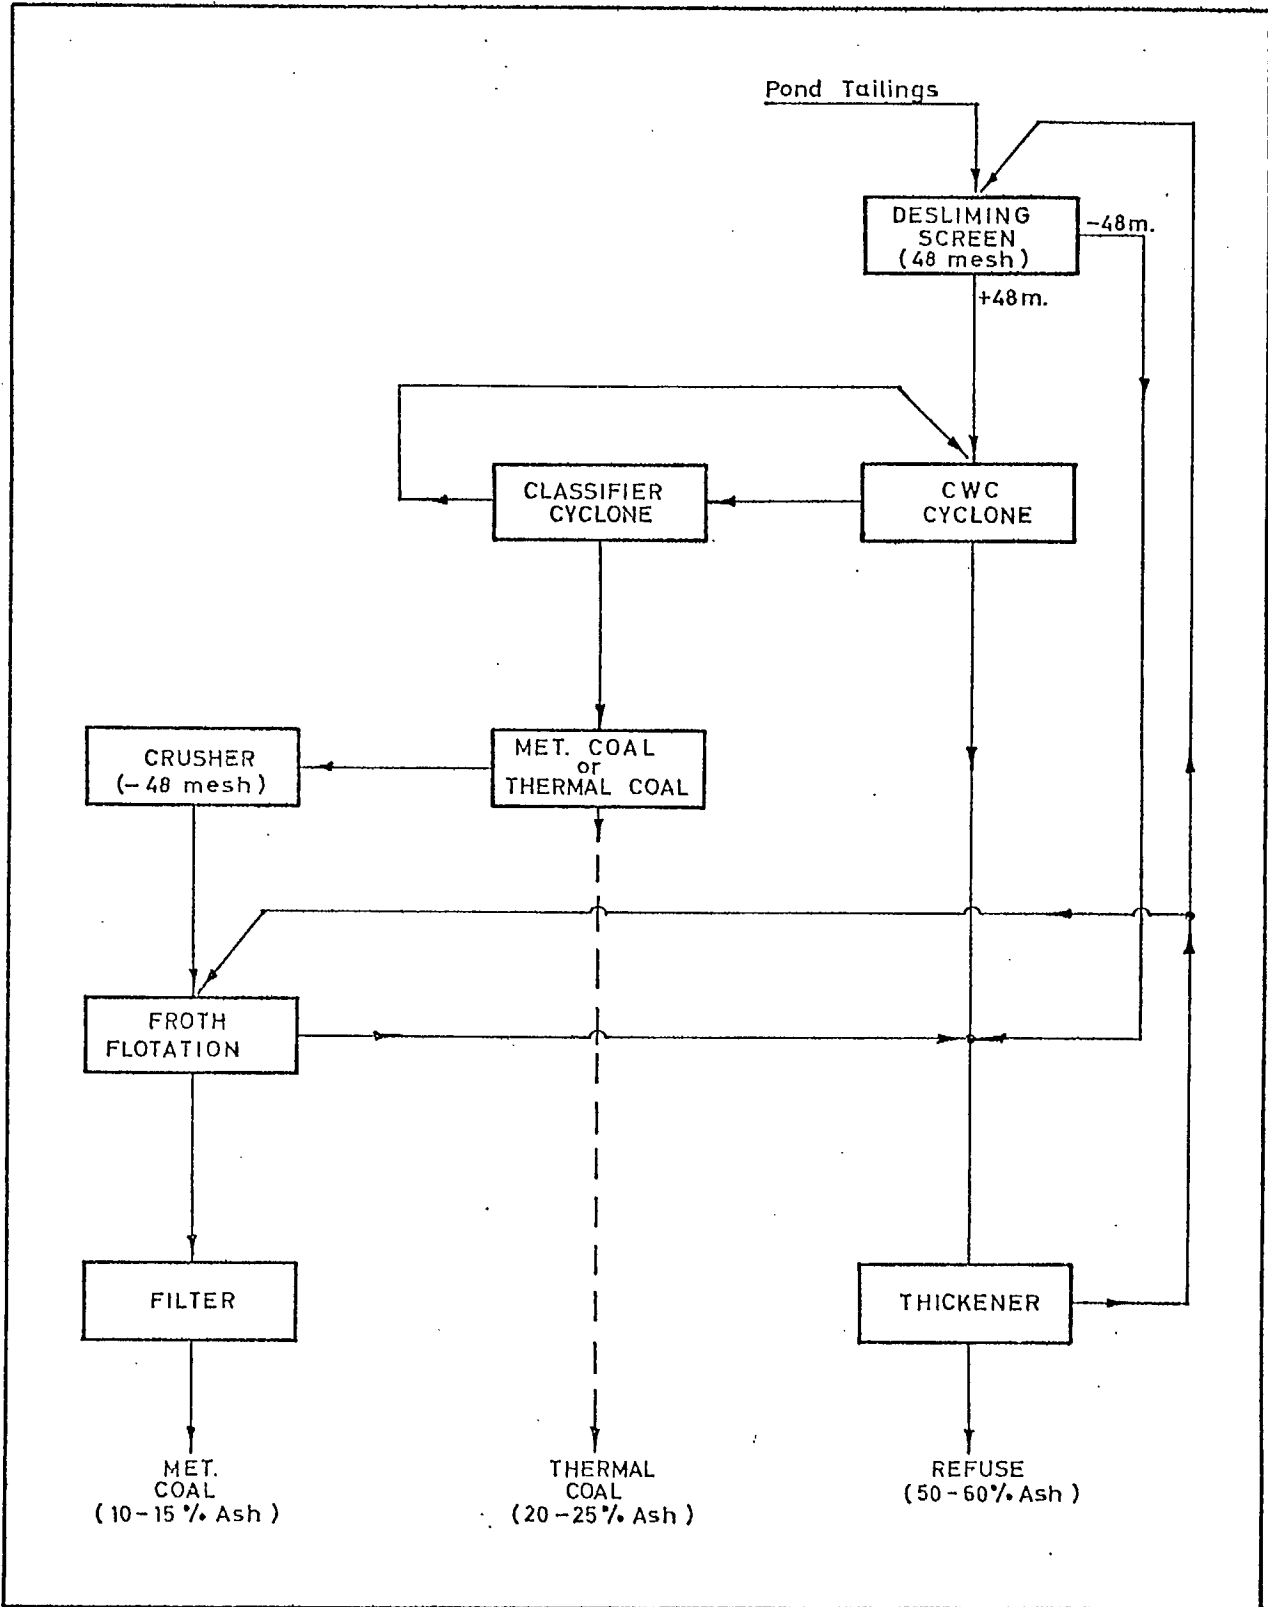 Pond Tailings
DESLIMING
SCREEN
(48 mesh)
-48m.
+48m.
CLASSIFIER
CYCLONE
CWC
CYCLONE
CRUSHER
(-48 mesh)
MET. COAL
or
THERMAL COAL
FROTH
FLOTATION
FILTER
THICKENER
MET.
COAL
(10-15% Ash)
THERMAL
COAL
(20-25% Ash)
REFUSE
(50-60% Ash)